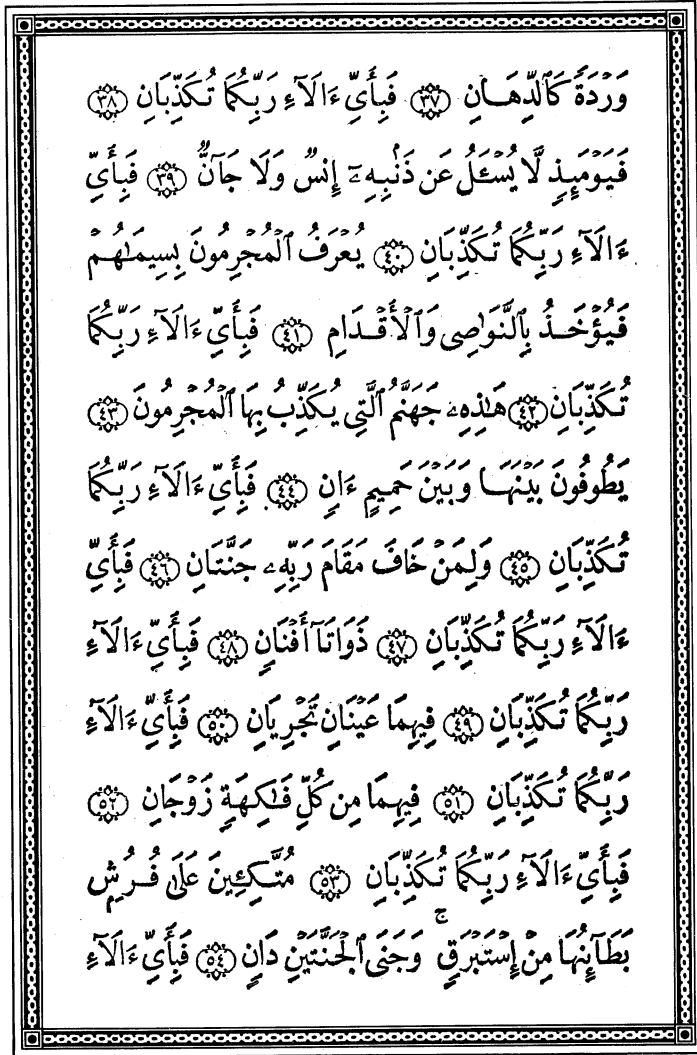 وَرۡدَةٗ كَٱلدِّهَانِ ٣٧ فَبِأَيِّ ءَالَآءِ رَبِّكُمَا تُكَذِّبَانِ ٣٨
فَيَوۡمَئِذٖ لَّا يُسۡـَٔلُ عَن ذَنۢبِهِۦٓ إِنسٞ وَلَا جَآنّٞ ٣٩ فَبِأَيِّ
ءَالَآءِ رَبِّكُمَا تُكَذِّبَانِ ٤٠ يُعۡرَفُ ٱلۡمُجۡرِمُونَ بِسِيمَٰهُمۡ
فَيُؤۡخَذُ بِٱلنَّوَٰصِي وَٱلۡأَقۡدَامِ ٤١ فَبِأَيِّ ءَالَآءِ رَبِّكُمَا
تُكَذِّبَانِ ٤٢ هَٰذِهِۦ جَهَنَّمُ ٱلَّتِي يُكَذِّبُ بِهَا ٱلۡمُجۡرِمُونَ ٤٣
يَطُوفُونَ بَيۡنَهَا وَبَيۡنَ حَمِيمٍ ءَانٖ ٤٤ فَبِأَيِّ ءَالَآءِ رَبِّكُمَا
تُكَذِّبَانِ ٤٥ وَلِمَنۡ خَافَ مَقَامَ رَبِّهِۦ جَنَّتَانِ ٤٦ فَبِأَيِّ
ءَالَآءِ رَبِّكُمَا تُكَذِّبَانِ ٤٧ ذَوَاتَآ أَفۡنَانٖ ٤٨ فَبِأَيِّ ءَالَآءِ
رَبِّكُمَا تُكَذِّبَانِ ٤٩ فِيهِمَا عَيۡنَانِ تَجۡرِيَانِ ٥٠ فَبِأَيِّ ءَالَآءِ
رَبِّكُمَا تُكَذِّبَانِ ٥١ فِيهِمَا مِن كُلِّ فَٰكِهَةٖ زَوۡجَانِ ٥٢
فَبِأَيِّ ءَالَآءِ رَبِّكُمَا تُكَذِّبَانِ ٥٣ مُتَّكِـِٔينَ عَلَىٰ فُرُشِۭ
بَطَآئِنُهَا مِنۡ إِسۡتَبۡرَقٖۚ وَجَنَى ٱلۡجَنَّتَيۡنِ دَانٖ ٥٤ فَبِأَيِّ ءَالَآءِ